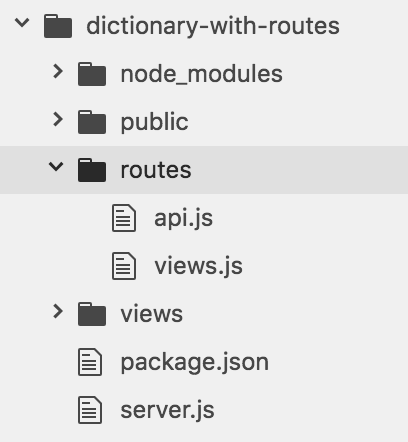 dictionary-with-routes
node_modules
public
routes
api.js
views.js
views
package.json
server.js